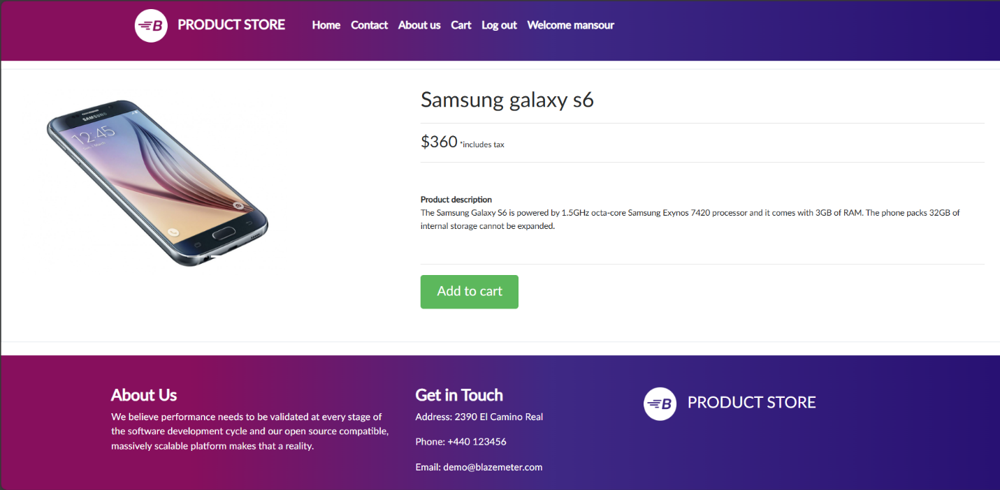 B PRODUCT STORE Home Contact About us Cart Log out Welcome mansour
SAMSUNG
12:45
Samsung galaxy s6
$360 *includes tax
Product description
The Samsung Galaxy S6 is powered by 1.5GHz octa-core Samsung Exynos 7420 processor and it comes with 3GB of RAM. The phone packs 32GB of
internal storage cannot be expanded.
Add to cart
About Us
We believe performance needs to be validated at every stage of
the software development cycle and our open source compatible,
massively scalable platform makes that a reality.
Get in Touch
Address: 2390 El Camino Real
Phone: +440 123456
Email: demo@blazemeter.com
B PRODUCT STORE